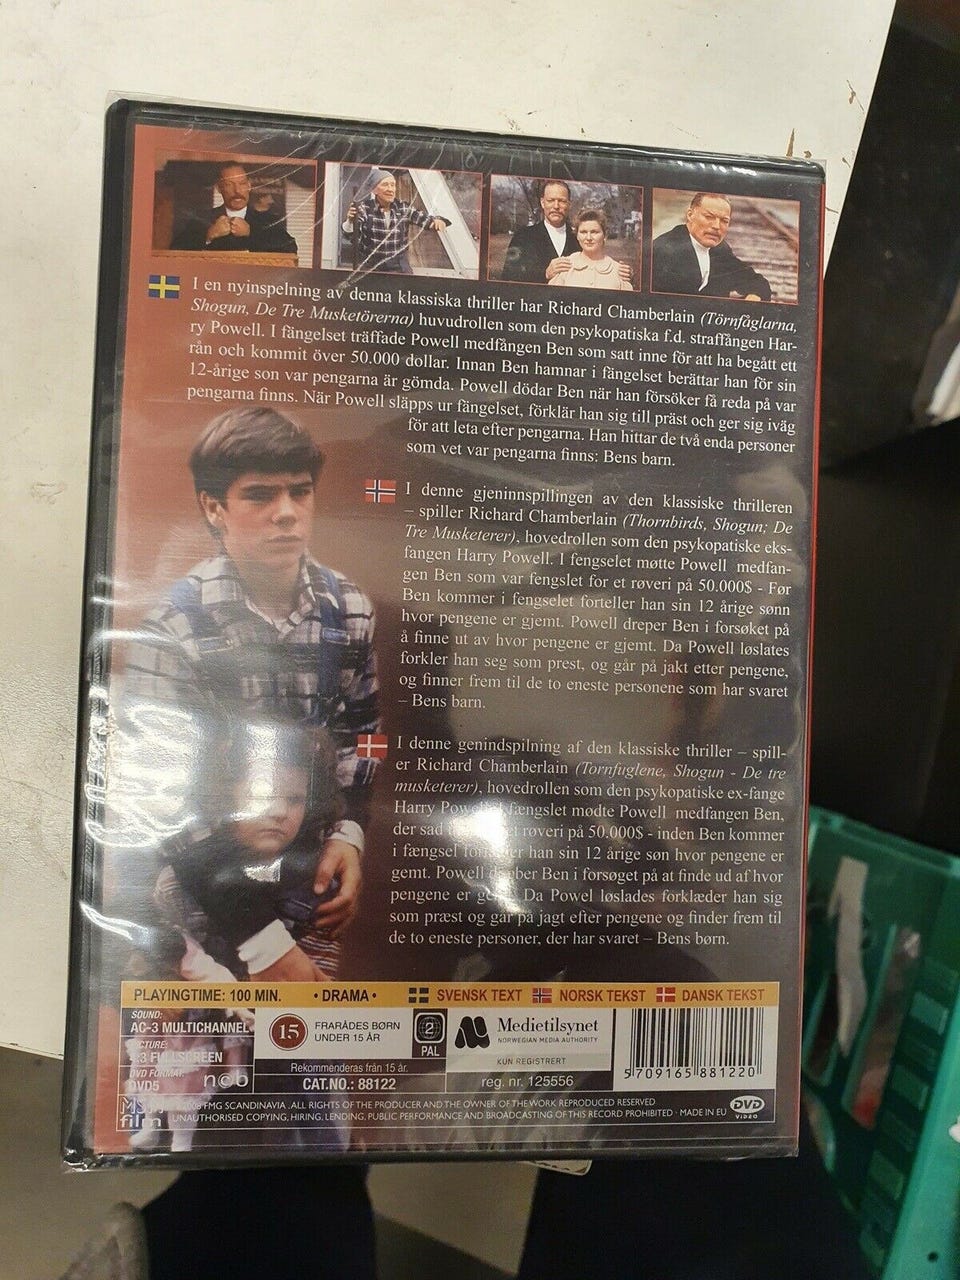 I en nyinspelning av denna klassiska thriller har Richard Chamberlain (Törnfåglarna,
Shogun, De Tre Musketörerna) huvudrollen som den psykopatiska f.d. straffången Har-
ry Powell. I fängelset träffade Powell medfången Ben som satt inne för att ha begått ett
rån och kommit över 50.000 dollar. Innan Ben hamnar i fängelset berättar han för sin
12-årige son var pengarna är gömda. Powell dödar Ben när han försöker få reda på var
pengarna finns. När Powell släpps ur fängelset, förklär han sig till präst och ger sig iväg
för att leta efter pengarna. Han hittar de två enda personer
som vet var pengarna finns: Bens barn.
I denne gjeninnspillingen av den klassiske thrilleren
– spiller Richard Chamberlain (Thornbirds, Shogun; De
Tre Musketerer), hovedrollen som den psykopatiske eks-
fangen Harry Powell. I fengselet møtte Powell medfan-
gen Ben som var fengslet for et røveri på 50.000$ - Før
Ben kommer i fengselet forteller han sin 12 årige sønn
hvor pengene er gjemt. Powell dreper Ben i forsøket på
å finne ut av hvor pengene er gjemt. Da Powell løslates
forkler han seg som prest, og går på jakt etter pengene,
og finner frem til de to eneste personene som har svaret
– Bens barn.
I denne genindspilning af den klassiske thriller – spill-
er Richard Chamberlain (Tornfuglene, Shogun - De tre
musketerer), hovedrollen som den psykopatiske ex-fange
Harry Powell fængslet mødte Powell medfangen Ben,
der sad røveri på 50.000$ - inden Ben kommer
i fængsel han sin 12 årige søn hvor pengene er
gemt. Powell Ben i forsøget på at finde ud af hvor
pengene er Da Powel løslades forklæder han sig
som præst og går på jagt efter pengene og finder frem til
de to eneste personer, der har svaret – Bens børn.
PLAYINGTIME: 100 MIN. • DRAMA • SVENSK TEXT NORSK TEKST DANSK TEKST
SOUND:
AC-3 MULTICHANNEL
PICTURE:
4:3 FULLSCREEN
DVD FORMAT:
DVD5
ncb
15
FRARÅDES BØRN
UNDER 15 ÅR
Rekommenderas från 15 år.
CAT.NO.: 88122
2
PAL
Medietilsynet
NORWEGIAN MEDIA AUTHORITY
KUN REGISTRERT
reg. nr. 125556
5 709165 881220
film
FMG SCANDINAVIA . ALL RIGHTS OF THE PRODUCER AND THE OWNER OF THE WORK REPRODUCED RESERVED
UNAUTHORISED COPYING, HIRING, LENDING, PUBLIC PERFORMANCE AND BROADCASTING OF THIS RECORD PROHIBITED · MADE IN EU
DVD
VIDEO